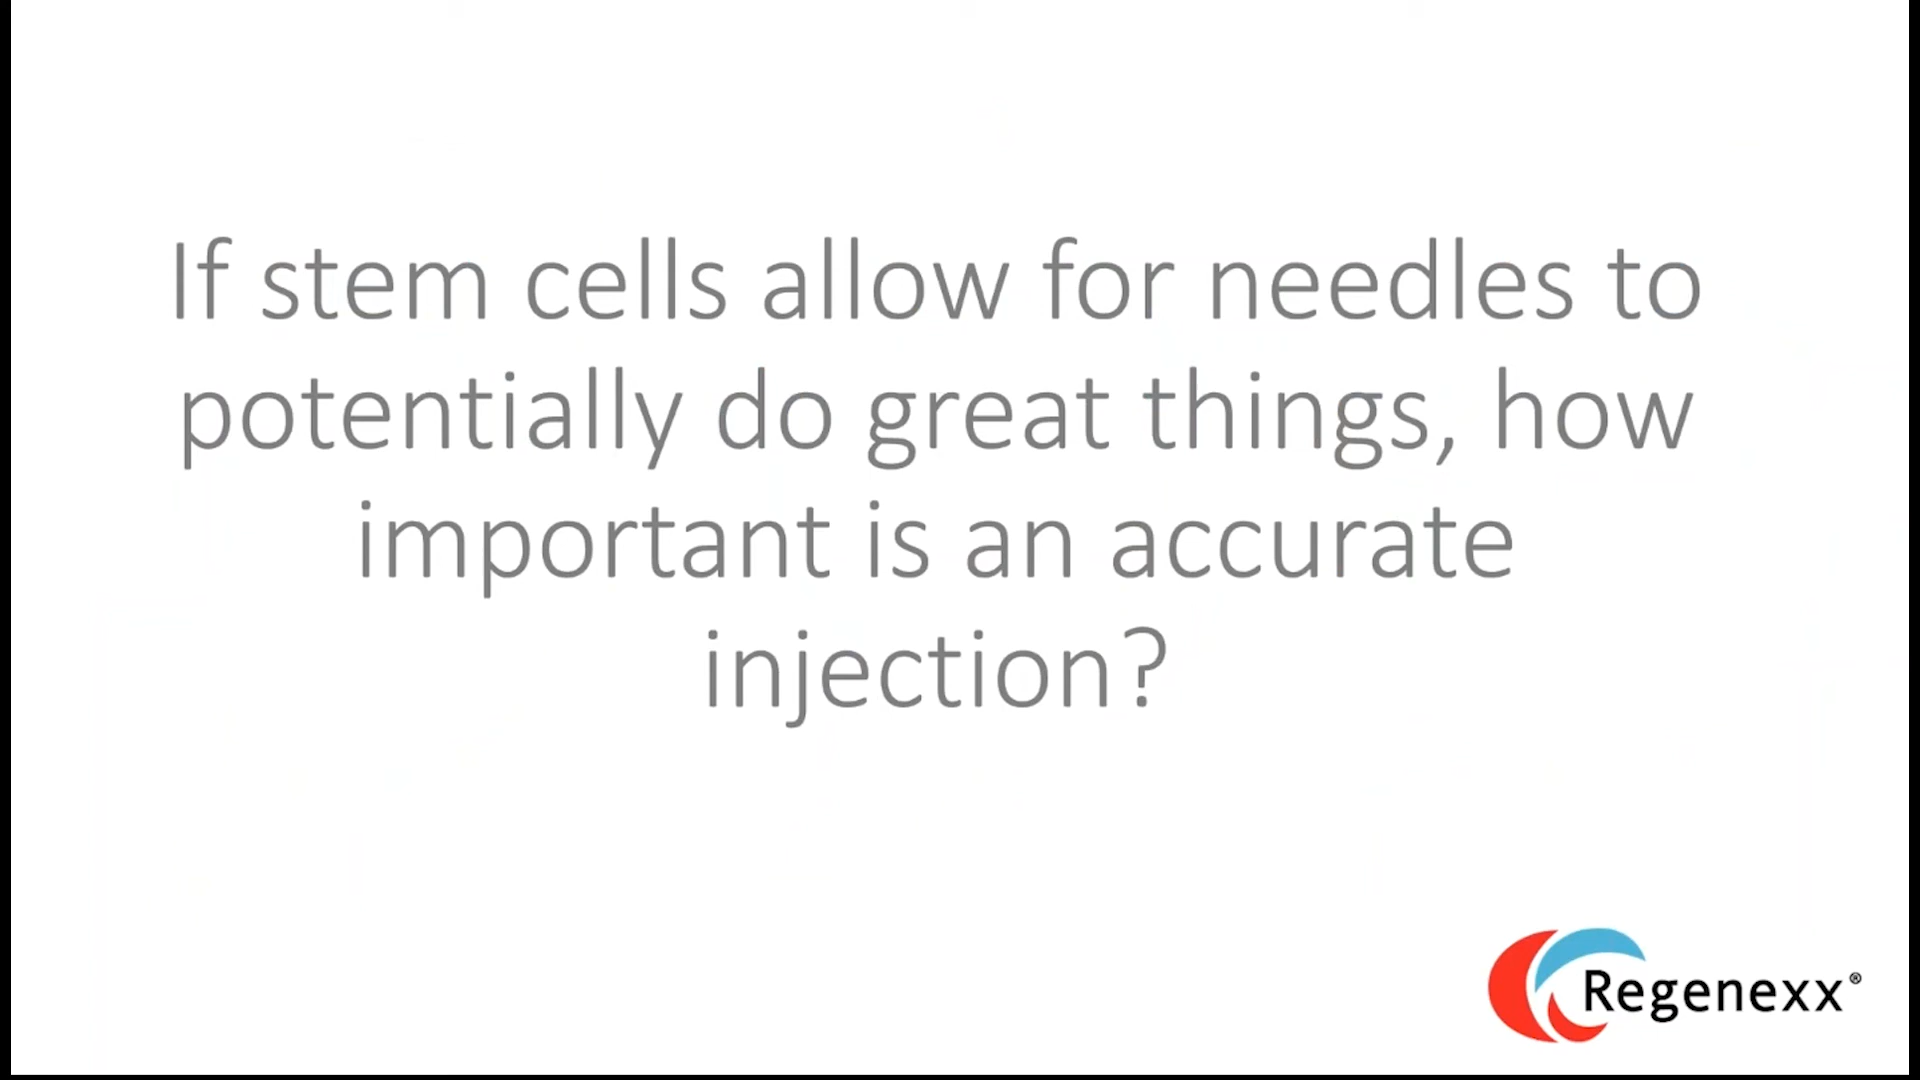 If stem cells allow for needles to
potentially do great things, how
important is an accurate
injection?
Regenexx®